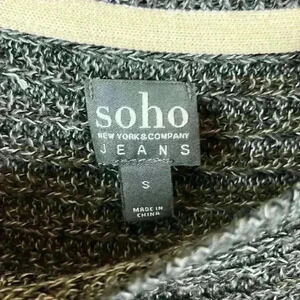 soho
NEW YORK & COMPANY
JEANS
S
MADE IN
CHINA